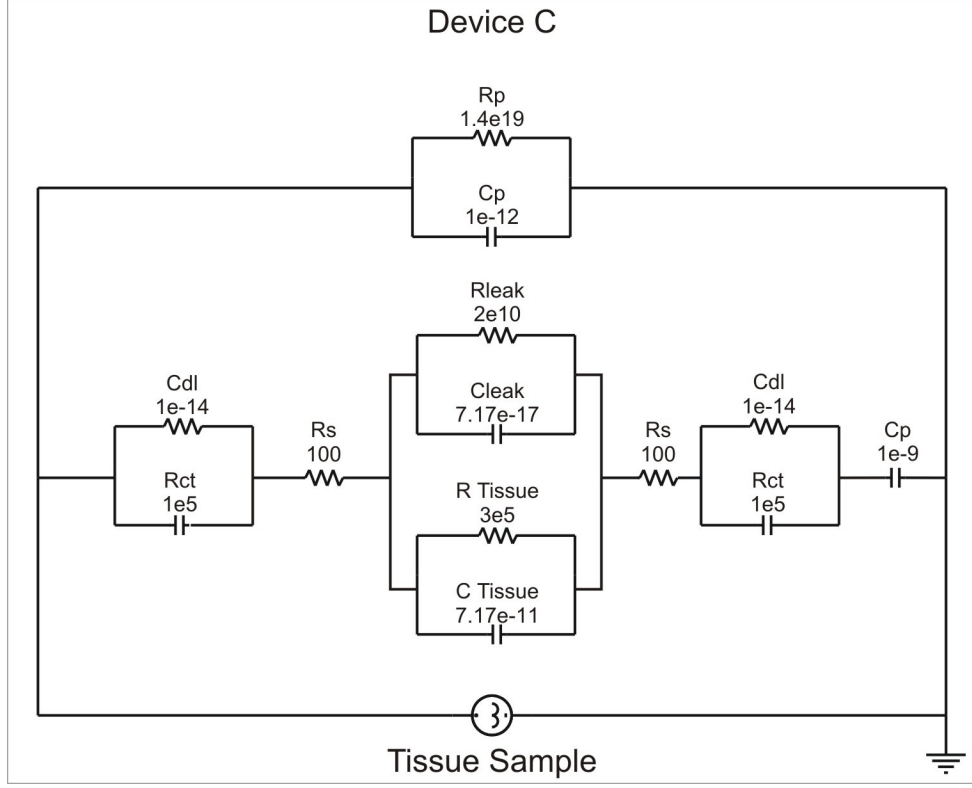 Device C
Rp
1.4e19
Cp
1e-12
Rleak
2e10
Cleak
7.17e-17
Cdl
1e-14
Rct
1e5
Rs
100
R Tissue
3e5
C Tissue
7.17e-11
Rs
100
Cdl
1e-14
Rct
1e5
Cp
1e-9
Tissue Sample